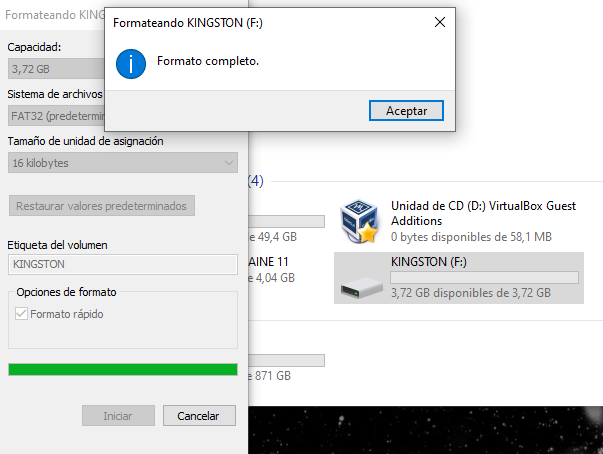 Formateando KING
Capacidad:
3,72 GB
Sistema de archivos
FAT32 (predetermin
Tamaño de unidad de asignación
16 kilobytes
Restaurar valores predeterminados
Etiqueta del volumen
KINGSTON
Opciones de formato
Formato rápido
Iniciar
Cancelar
Formateando KINGSTON (F:)
Formato completo.
Aceptar
(4)
e 49,4 GB
Unidad de CD (D:) VirtualBox Guest
Additions
0 bytes disponibles de 58,1 MB
AINE 11
e 4,04 GB
KINGSTON (F:)
3,72 GB disponibles de 3,72 GB
e 871 GB